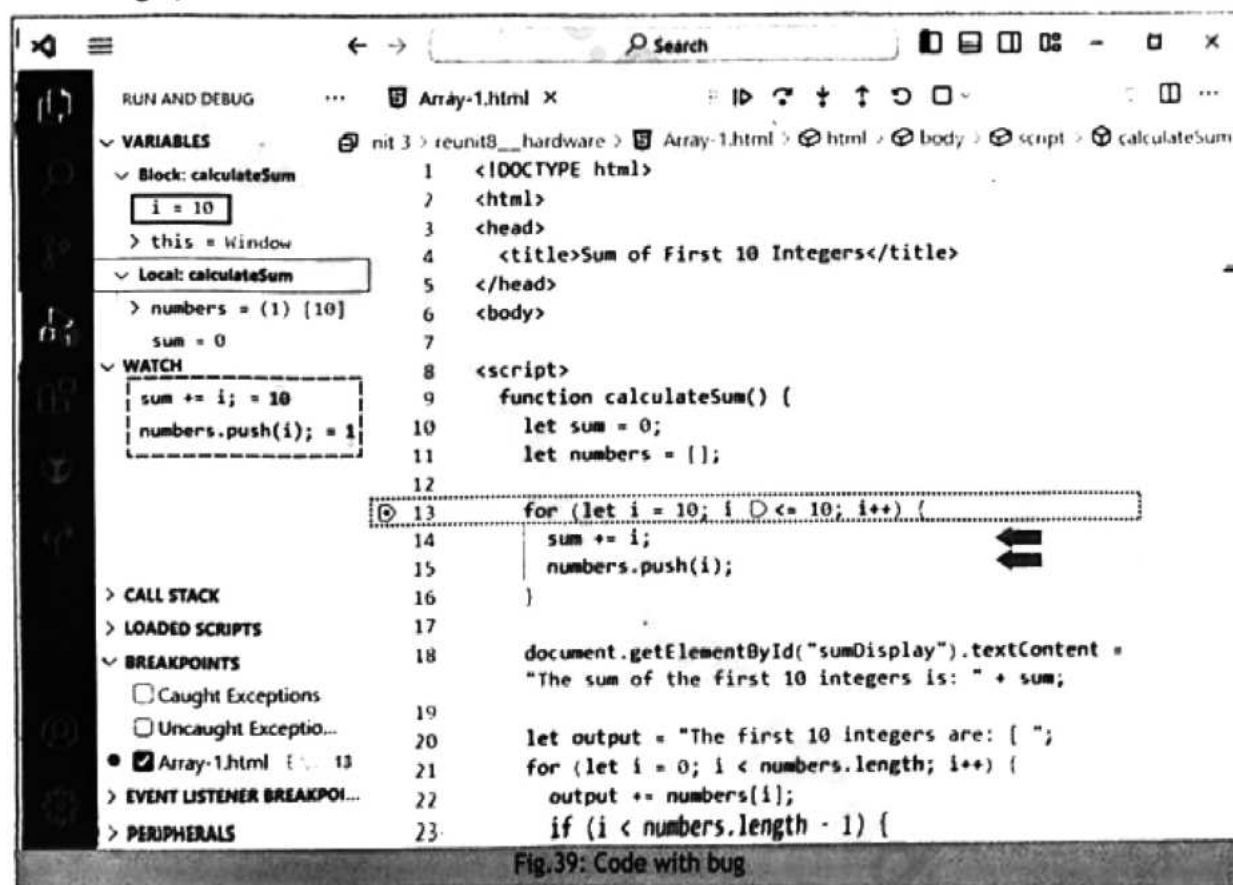 Search
RUN AND DEBUG ...
Array-1.html ×
VARIABLES
Block: calculateSum
i = 10
> this = Window
Local: calculateSum
> numbers = (1) [10]
sum = 0
WATCH
sum += i; = 10
numbers.push(i); = 1
> CALL STACK
> LOADED SCRIPTS
BREAKPOINTS
Caught Exceptions
Uncaught Exceptio...
Array-1.html 13
> EVENT LISTENER BREAKPOI...
> PERIPHERALS
nit 3 > reunit8__hardware > Array-1.html > html > body > script > calculateSum
1 <!DOCTYPE html>
2 <html>
3 <head>
4 <title>Sum of First 10 Integers</title>
5 </head>
6 <body>
7
8 <script>
9 function calculateSum() {
10 let sum = 0;
11 let numbers = [];
12
13 for (let i = 10; i <= 10; i++) {
14 sum += i;
15 numbers.push(i);
16 }
17
18 document.getElementById("sumDisplay").textContent =
"The sum of the first 10 integers is: " + sum;
19
20 let output = "The first 10 integers are: [ ";
21 for (let i = 0; i < numbers.length; i++) {
22 output += numbers[i];
23 if (i < numbers.length - 1) {
Fig.39: Code with bug